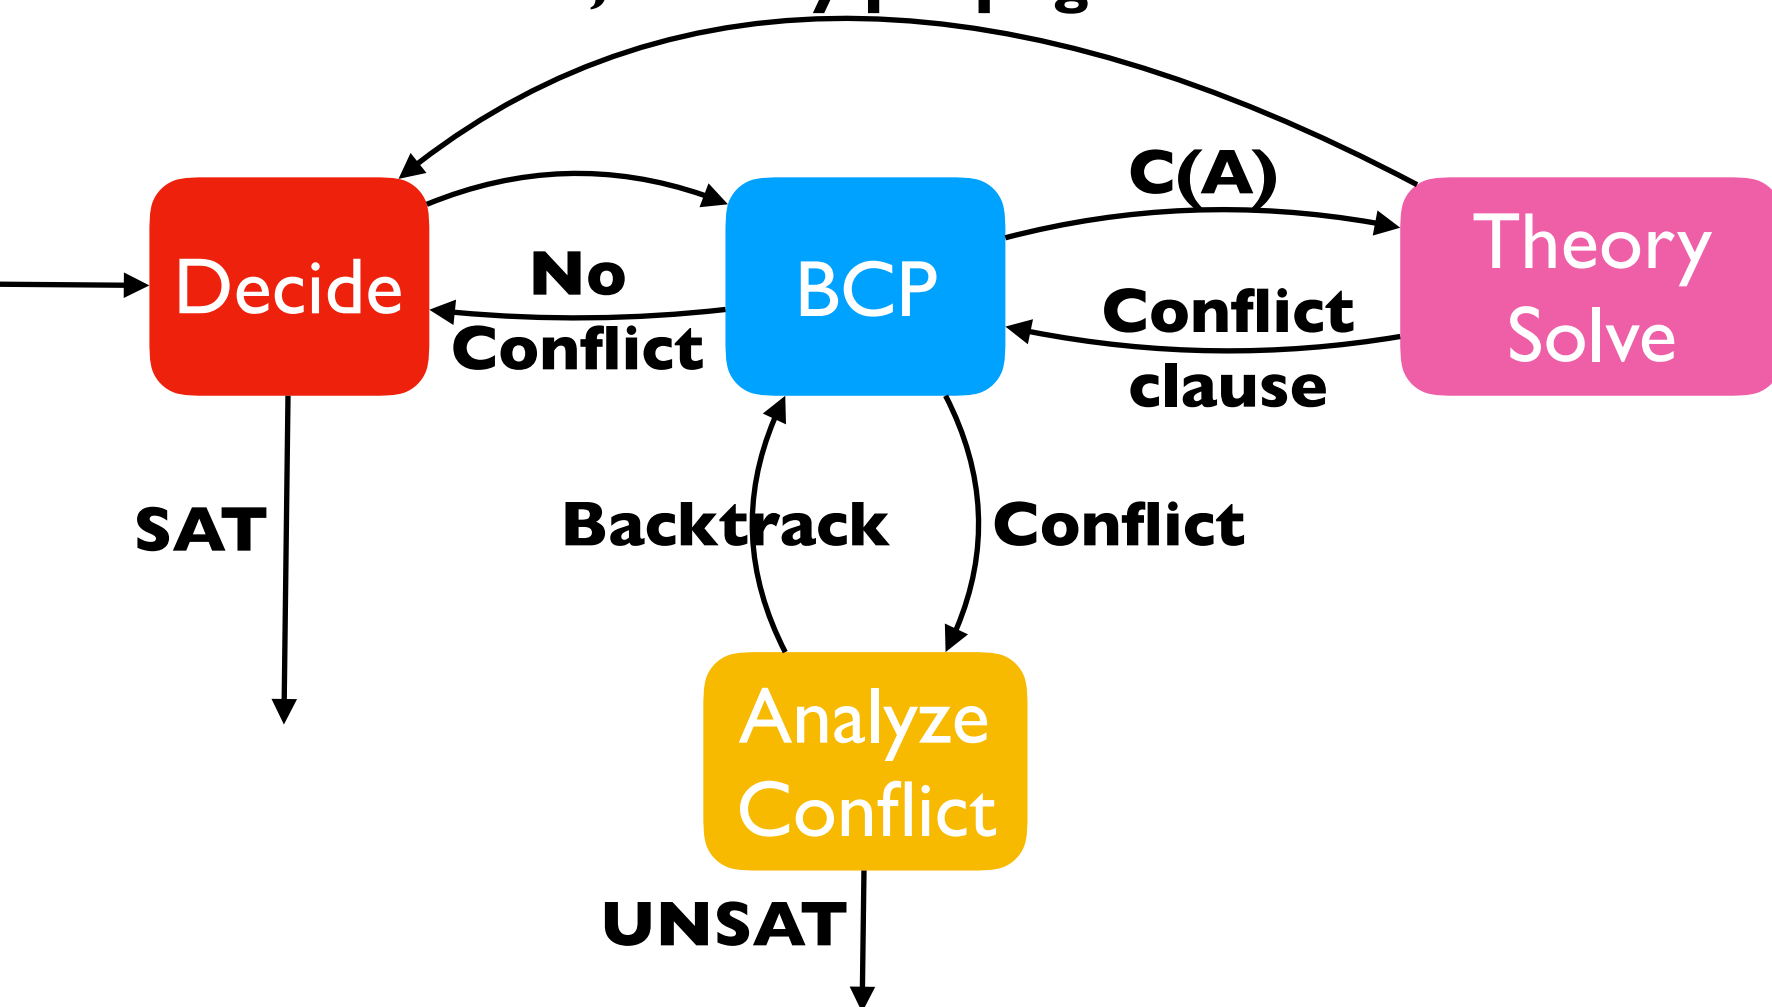 C(A)
Theory
Solve
Decide
No
Conflict
BCP
Conflict
clause
SAT
Backtrack
Conflict
Analyze
Conflict
UNSAT